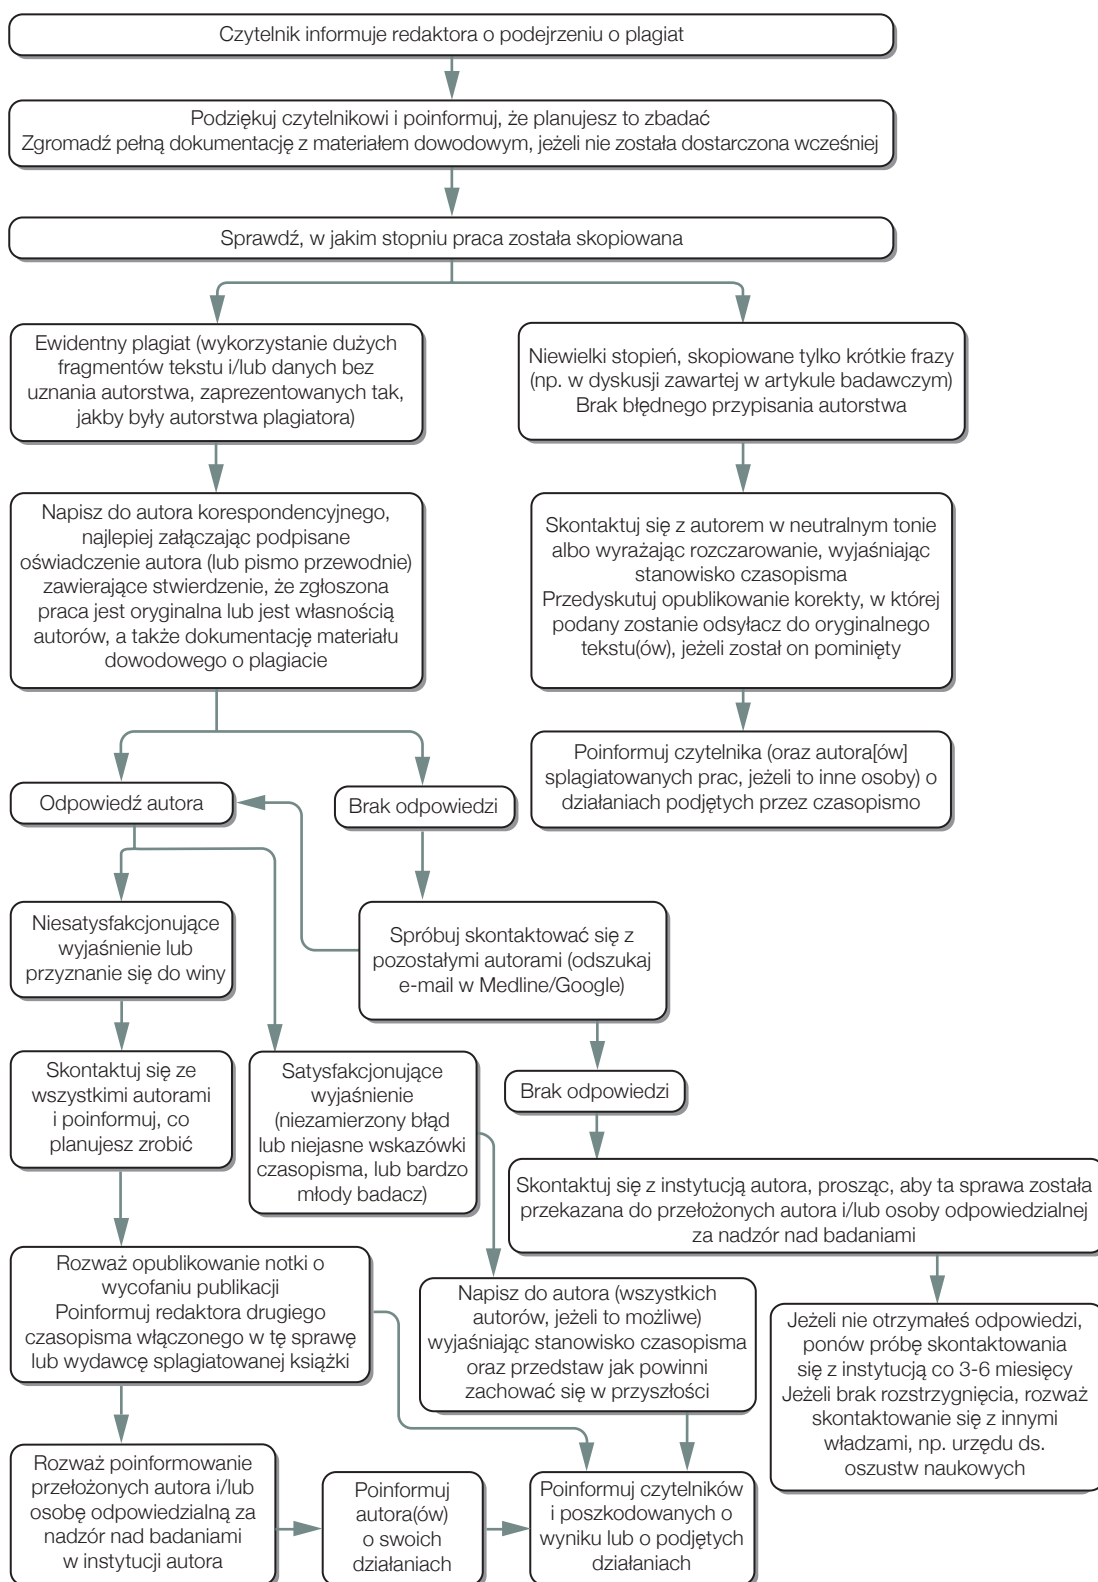 Czytelnik informuje redaktora o podejrzeniu o plagiat
Podziękuj czytelnikowi i poinformuj, że planujesz to zbadać
Zgromadź pełną dokumentację z materiałem dowodowym, jeżeli nie została dostarczona wcześniej
Sprawdź, w jakim stopniu praca została skopiowana
Ewidentny plagiat (wykorzystanie dużych
fragmentów tekstu i/lub danych bez
uznania autorstwa, zaprezentowanych tak,
jakby były autorstwa plagiatora)
Niewielki stopień, skopiowane tylko krótkie frazy
(np. w dyskusji zawartej w artykule badawczym)
Brak błędnego przypisania autorstwa
Napisz do autora korespondencyjnego,
najlepiej załączając podpisane
oświadczenie autora (lub pismo przewodnie)
zawierające stwierdzenie, że zgłoszona
praca jest oryginalna lub jest własnością
autorów, a także dokumentację materiału
dowodowego o plagiacie
Skontaktuj się z autorem w neutralnym tonie
albo wyrażając rozczarowanie, wyjaśniając
stanowisko czasopisma
Przedyskutuj opublikowanie korekty, w której
podany zostanie odsyłacz do oryginalnego
tekstu(ów), jeżeli został on pominięty
Poinformuj czytelnika (oraz autora[ów]
splagiatowanych prac, jeżeli to inne osoby) o
działaniach podjętych przez czasopismo
Odpowiedź autora
Brak odpowiedzi
Niesatysfakcjonujące
wyjaśnienie lub
przyznanie się do winy
Spróbuj skontaktować się z
pozostałymi autorami (odszukaj
e-mail w Medline/Google)
Skontaktuj się ze
wszystkimi autorami
i poinformuj, co
planujesz zrobić
Satysfakcjonujące
wyjaśnienie
(niezamierzony błąd
lub niejasne wskazówki
czasopisma, lub bardzo
młody badacz)
Brak odpowiedzi
Skontaktuj się z instytucją autora, prosząc, aby ta sprawa została
przekazana do przełożonych autora i/lub osoby odpowiedzialnej
za nadzór nad badaniami
Rozważ opublikowanie notki o
wycofaniu publikacji
Poinformuj redaktora drugiego
czasopisma włączonego w tę sprawę
lub wydawcę splagiatowanej książki
Napisz do autora (wszystkich
autorów, jeżeli to możliwe)
wyjaśniając stanowisko czasopisma
oraz przedstaw jak powinni
zachować się w przyszłości
Jeżeli nie otrzymałeś odpowiedzi,
ponów próbę skontaktowania
się z instytucją co 3-6 miesięcy
Jeżeli brak rozstrzygnięcia, rozważ
skontaktowanie się z innymi
władzami, np. urzędu ds.
oszustw naukowych
Rozważ poinformowanie
przełożonych autora i/lub
osobę odpowiedzialną za
nadzór nad badaniami
w instytucji autora
Poinformuj
autora(ów)
o swoich
działaniach
Poinformuj czytelników
i poszkodowanych o
wyniku lub o podjętych
działaniach